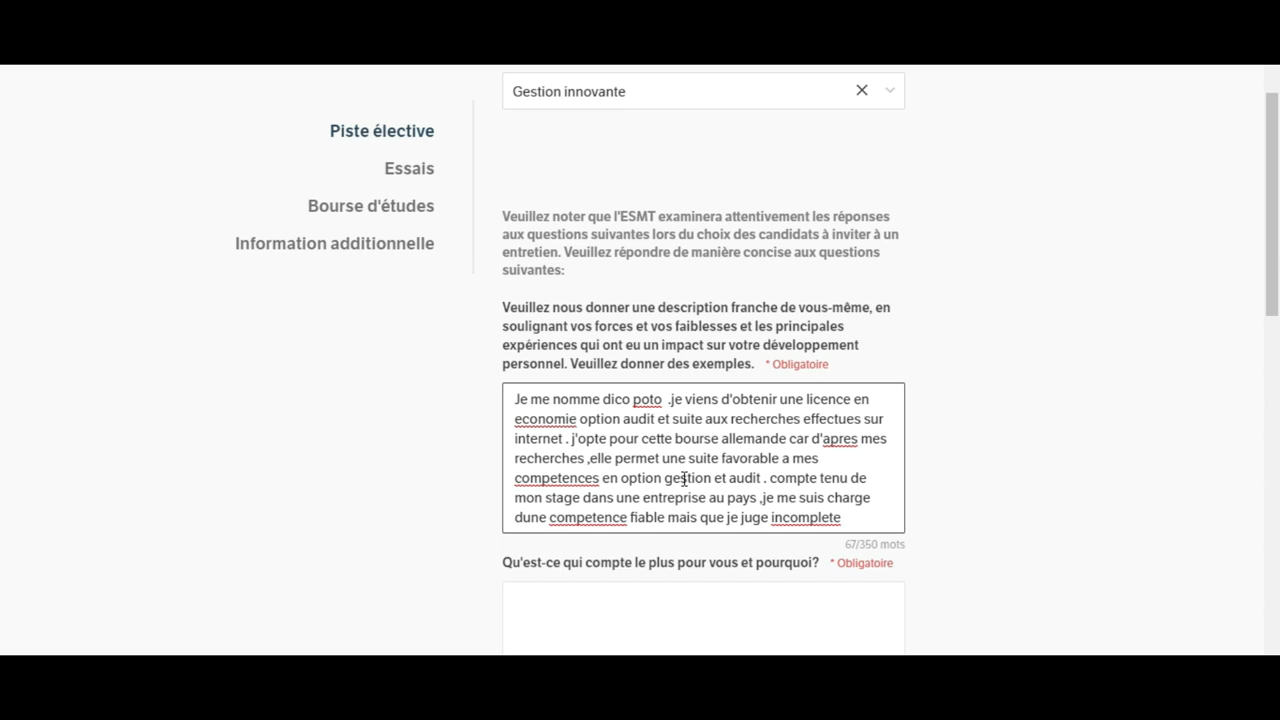 Gestion innovante
Piste élective
Essais
Bourse d'études
Information additionnelle
Veuillez noter que l'ESMT examinera attentivement les réponses
aux questions suivantes lors du choix des candidats à inviter à un
entretien. Veuillez répondre de manière concise aux questions
suivantes:
Veuillez nous donner une description franche de vous-même, en
soulignant vos forces et vos faiblesses et les principales
expériences qui ont eu un impact sur votre développement
personnel. Veuillez donner des exemples. * Obligatoire
Je me nomme dico poto .je viens d'obtenir une licence en
economie option audit et suite aux recherches effectues sur
internet . j'opte pour cette bourse allemande car d'apres mes
recherches ,elle permet une suite favorable a mes
competences en option gestion et audit . compte tenu de
mon stage dans une entreprise au pays ,je me suis charge
dune competence fiable mais que je juge incomplete
67/350 mots
Qu'est-ce qui compte le plus pour vous et pourquoi? * Obligatoire